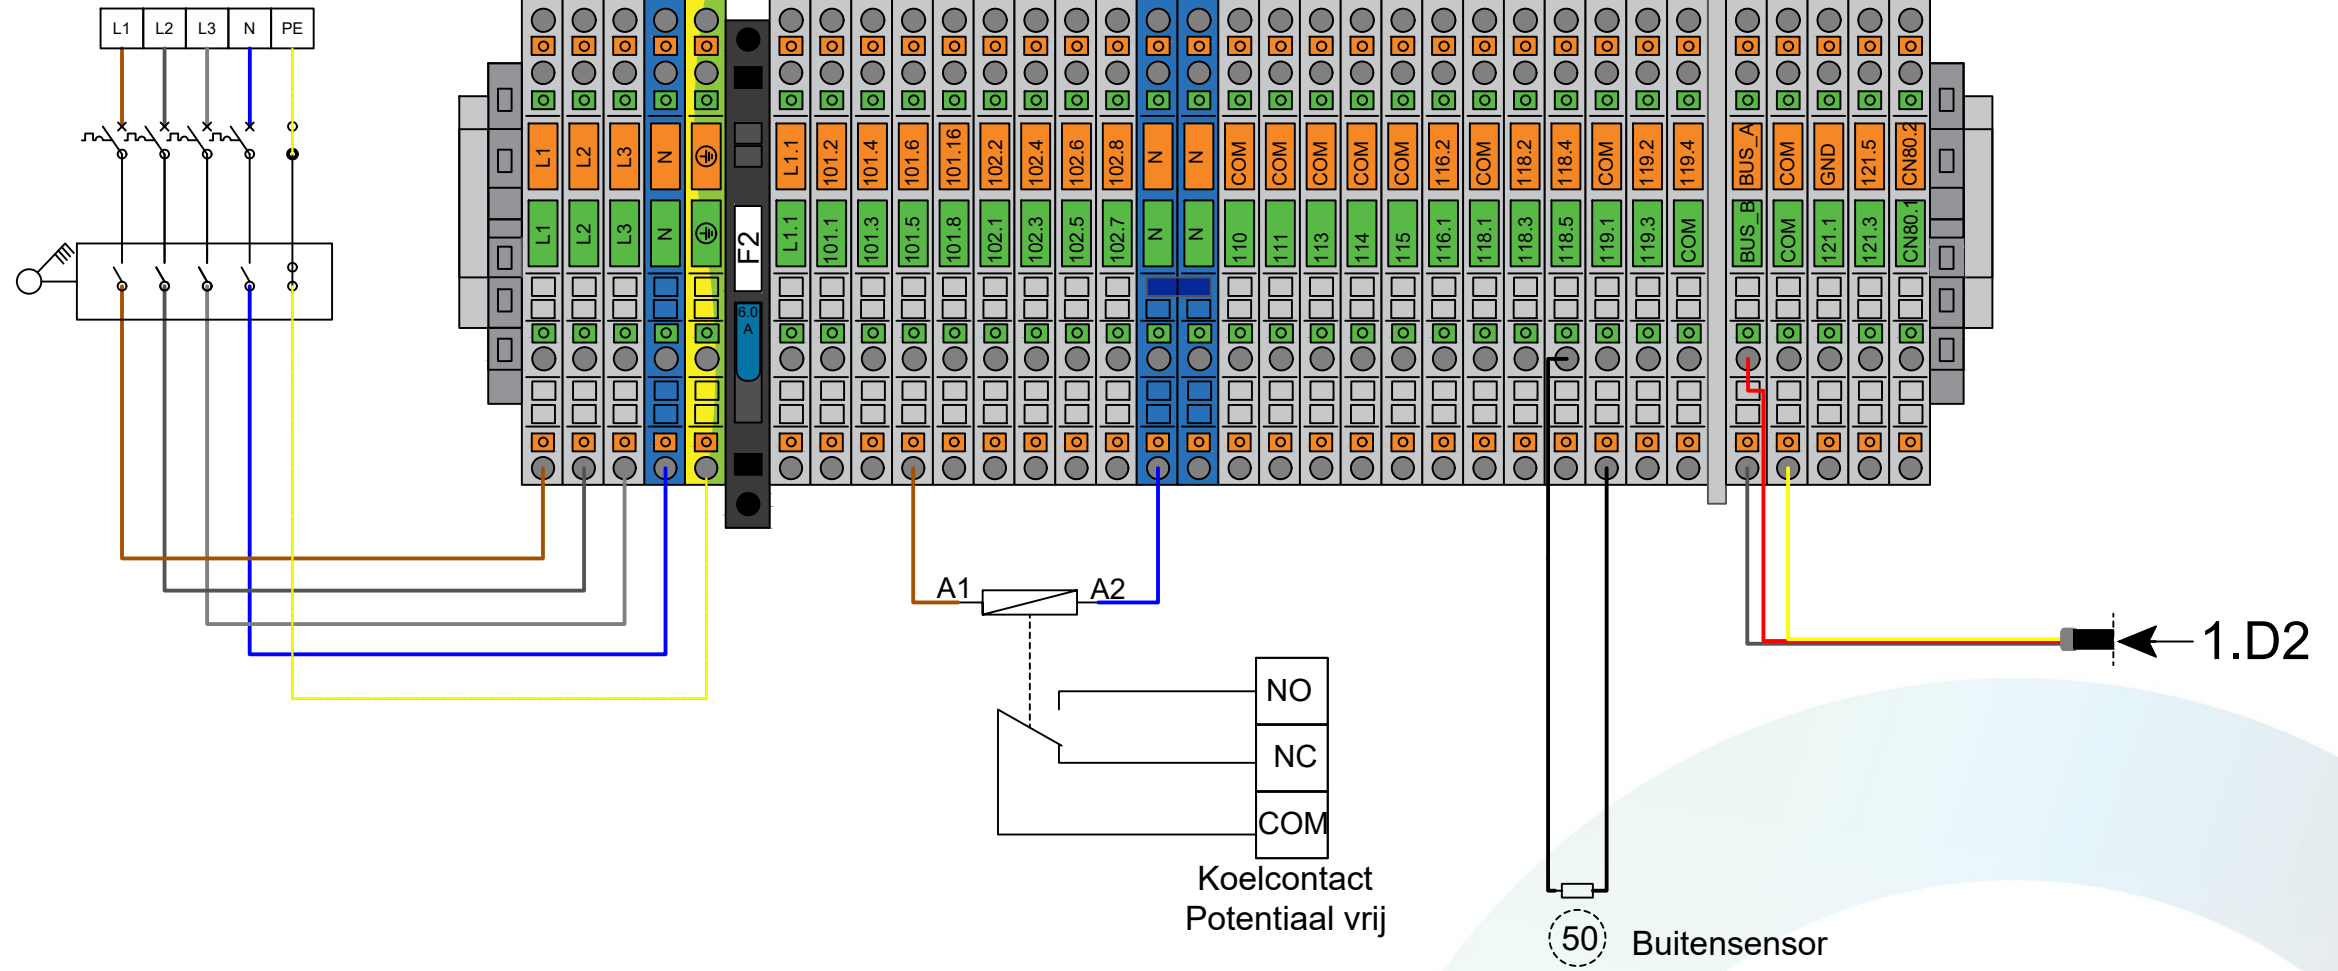 L1 L2 L3 N PE
L1 L2 L3 N L1.1 101.2 101.4 101.6 101.16 102.2 102.4 102.6 102.8 N N COM COM COM COM COM 116.2 COM 118.2 118.4 COM 119.2 119.4 BUS_A COM GND 121.5 CN80.2
L1 L2 L3 N F2 L1.1 101.1 101.3 101.5 101.8 102.1 102.3 102.5 102.7 N N 110 111 113 114 115 116.1 118.1 118.3 118.5 119.1 119.3 COM BUS_B COM 121.1 121.3 CN80.1
6.0
A
A1 A2
1.D2
NO
NC
COM
Koelcontact
Potentiaal vrij
50 Buitensensor